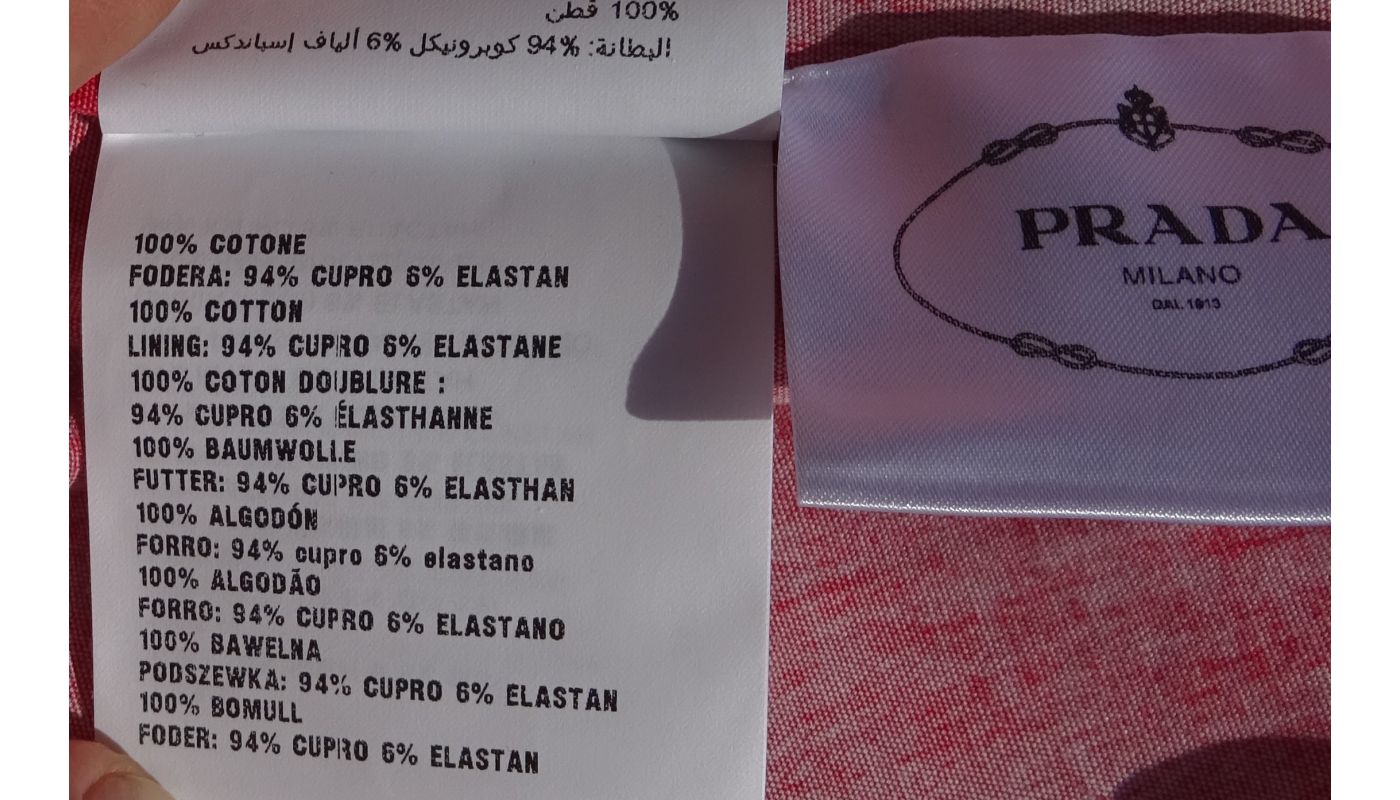 100% قطن
البطانة: 94% كوبرونيكل 6% ألياف إسباندكس
100% COTONE
FODERA: 94% CUPRO 6% ELASTAN
100% COTTON
LINING: 94% CUPRO 6% ELASTANE
100% COTON DOUBLURE :
94% CUPRO 6% ÉLASTHANNE
100% BAUMWOLLE
FUTTER: 94% CUPRO 6% ELASTHAN
100% ALGODÓN
FORRO: 94% cupro 6% elastano
100% ALGODÃO
FORRO: 94% CUPRO 6% ELASTANO
100% BAWELNA
PODSZEWKA: 94% CUPRO 6% ELASTAN
100% BOMULL
FODER: 94% CUPRO 6% ELASTAN
PRADA
MILANO
DAL 1913